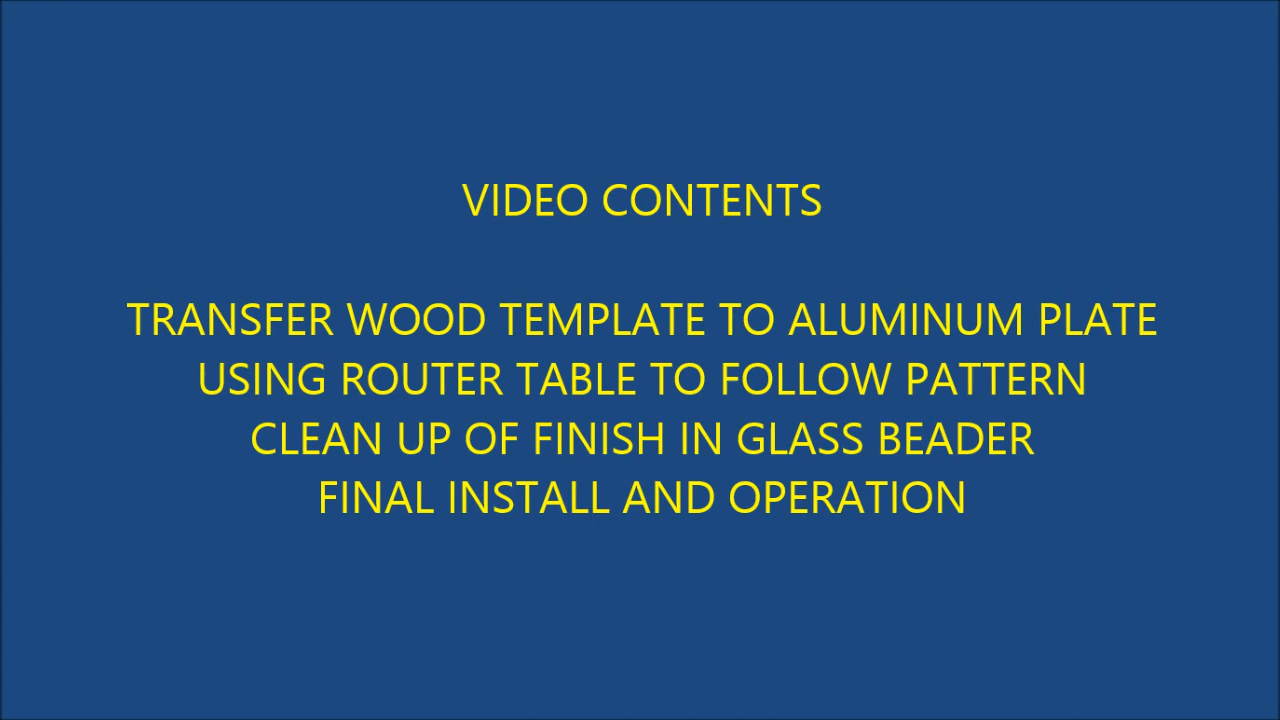 VIDEO CONTENTS
TRANSFER WOOD TEMPLATE TO ALUMINUM PLATE
USING ROUTER TABLE TO FOLLOW PATTERN
CLEAN UP OF FINISH IN GLASS BEADER
FINAL INSTALL AND OPERATION